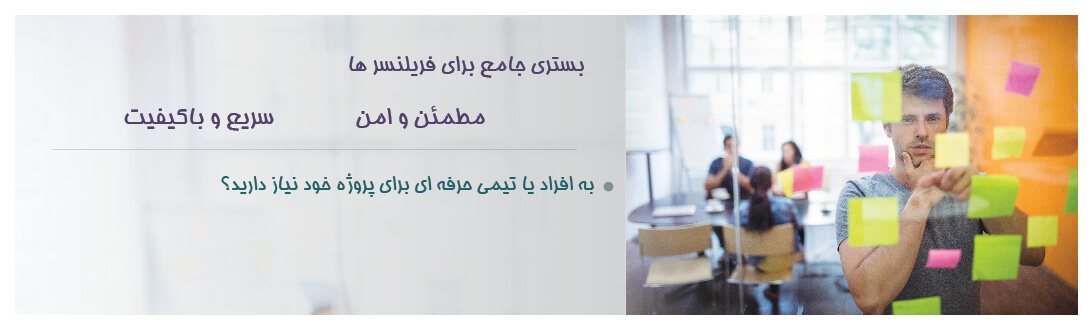 بستری جامع برای فریلنسر ها
مطمئن و امن سریع و باکیفیت
به افراد یا تیمی حرفه ای برای پروژه خود نیاز دارید؟